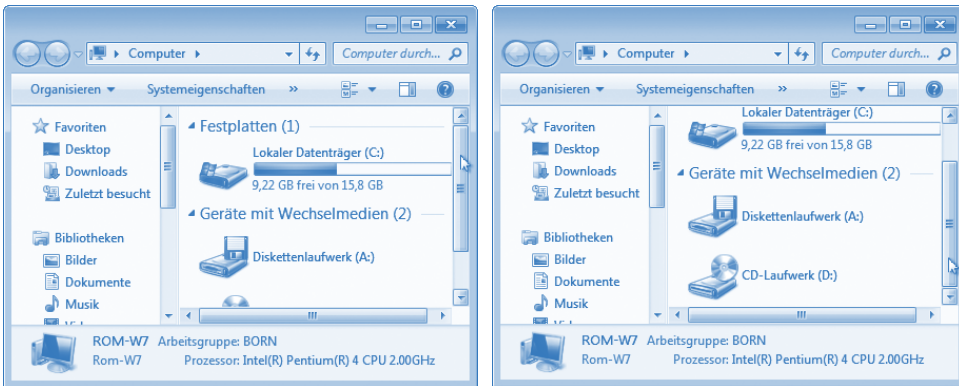 Computer
Computer durch...
Organisieren
Systemeigenschaften
»
Favoriten
Desktop
Downloads
Zuletzt besucht
Bibliotheken
Bilder
Dokumente
Musik
Festplatten (1)
Lokaler Datenträger (C:)
9,22 GB frei von 15,8 GB
Geräte mit Wechselmedien (2)
Diskettenlaufwerk (A:)
ROM-W7 Arbeitsgruppe: BORN
Rom-W7 Prozessor: Intel(R) Pentium(R) 4 CPU 2.00GHz
Computer
Computer durch...
Organisieren
Systemeigenschaften
»
Favoriten
Desktop
Downloads
Zuletzt besucht
Bibliotheken
Bilder
Dokumente
Musik
Lokaler Datenträger (C:)
9,22 GB frei von 15,8 GB
Geräte mit Wechselmedien (2)
Diskettenlaufwerk (A:)
CD-Laufwerk (D:)
ROM-W7 Arbeitsgruppe: BORN
Rom-W7 Prozessor: Intel(R) Pentium(R) 4 CPU 2.00GHz